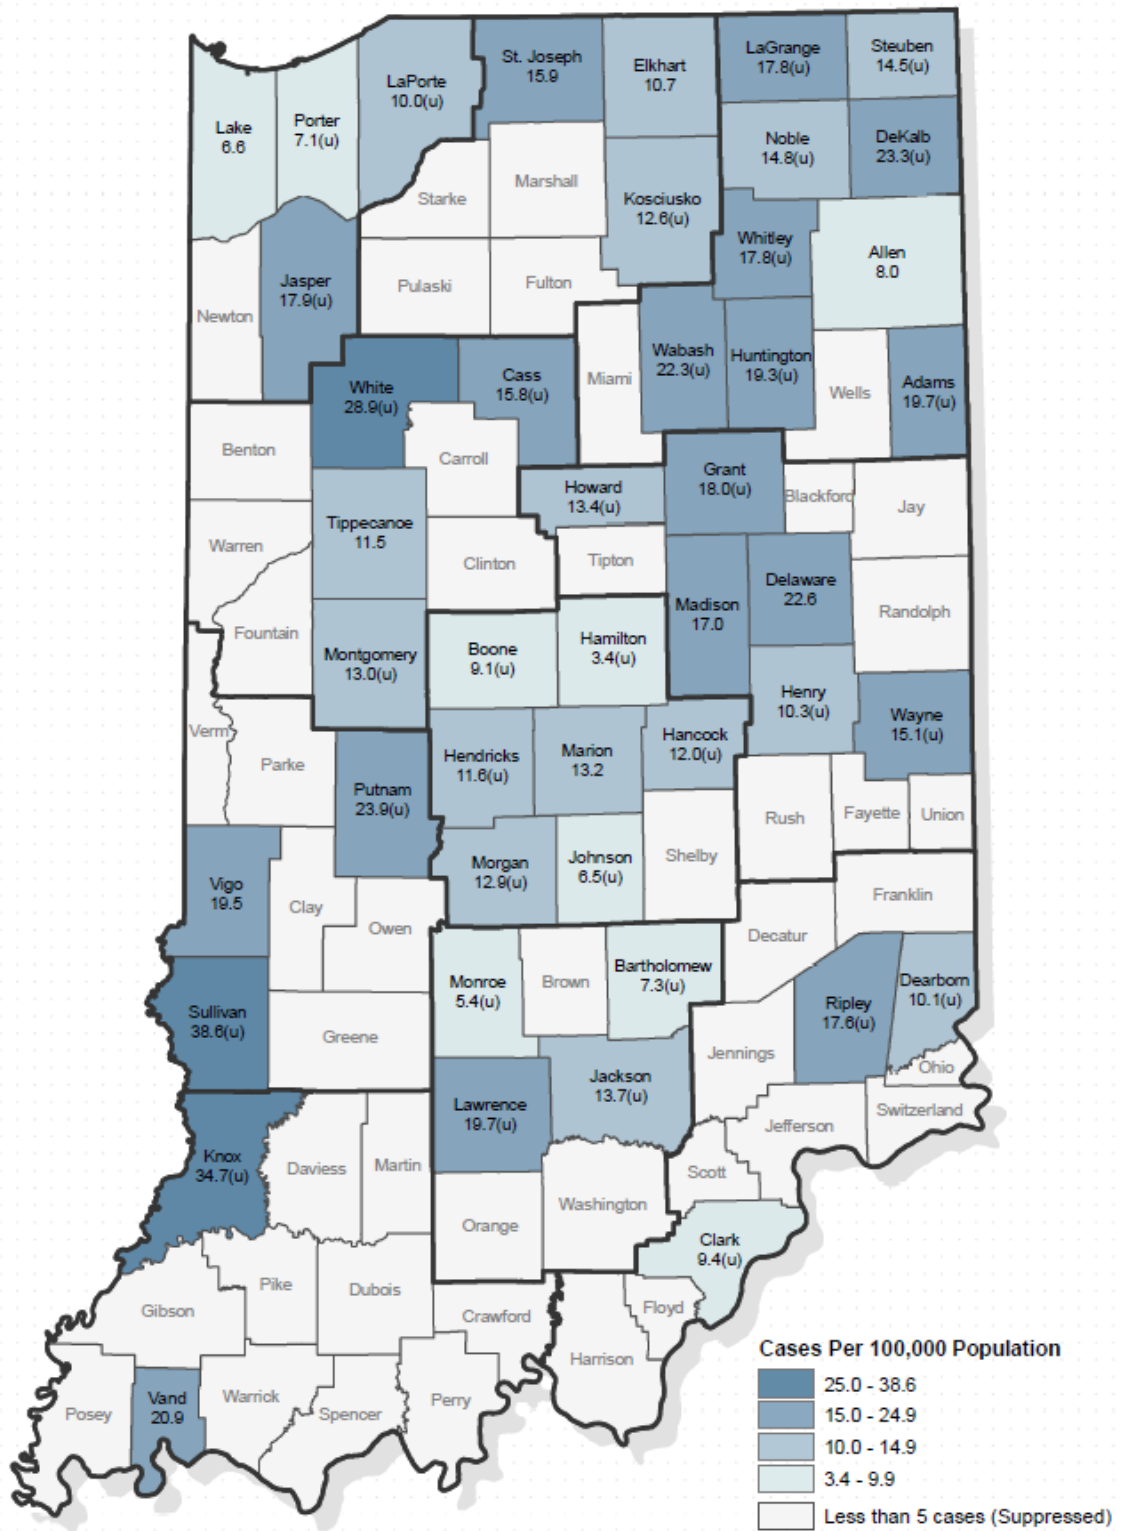 LaGrange
17.8(u)
Steuben
14.5(u)
St. Joseph
15.9
Elkhart
10.7
LaPorte
10.0(u)
Lake
6.6
Porter
7.1(u)
Noble
14.8(u)
DeKalb
23.3(u)
Starke
Marshall
Kosciusko
12.6(u)
Whitley
17.8(u)
Allen
8.0
Newton
Jasper
17.9(u)
Pulaski
Fulton
Miami
Wabash
22.3(u)
Huntington
19.3(u)
Wells
Adams
19.7(u)
White
28.9(u)
Cass
15.8(u)
Benton
Carroll
Howard
13.4(u)
Grant
18.0(u)
Blackford
Jay
Warren
Tippecanoe
11.5
Clinton
Tipton
Madison
17.0
Delaware
22.6
Randolph
Fountain
Montgomery
13.0(u)
Boone
9.1(u)
Hamilton
3.4(u)
Henry
10.3(u)
Wayne
15.1(u)
Verm
Parke
Putnam
23.9(u)
Hendricks
11.6(u)
Marion
13.2
Hancock
12.0(u)
Rush
Fayette
Union
Vigo
19.5
Clay
Owen
Morgan
12.9(u)
Johnson
6.5(u)
Shelby
Franklin
Decatur
Sullivan
38.6(u)
Greene
Monroe
5.4(u)
Brown
Bartholomew
7.3(u)
Jennings
Ripley
17.6(u)
Dearborn
10.1(u)
Ohio
Switzerland
Jefferson
Lawrence
19.7(u)
Jackson
13.7(u)
Knox
34.7(u)
Daviess
Martin
Orange
Washington
Scott
Clark
9.4(u)
Gibson
Pike
Dubois
Crawford
Floyd
Harrison
Posey
Vand
20.9
Warrick
Spencer
Perry
Cases Per 100,000 Population
25.0 - 38.6
15.0 - 24.9
10.0 - 14.9
3.4 - 9.9
Less than 5 cases (Suppressed)